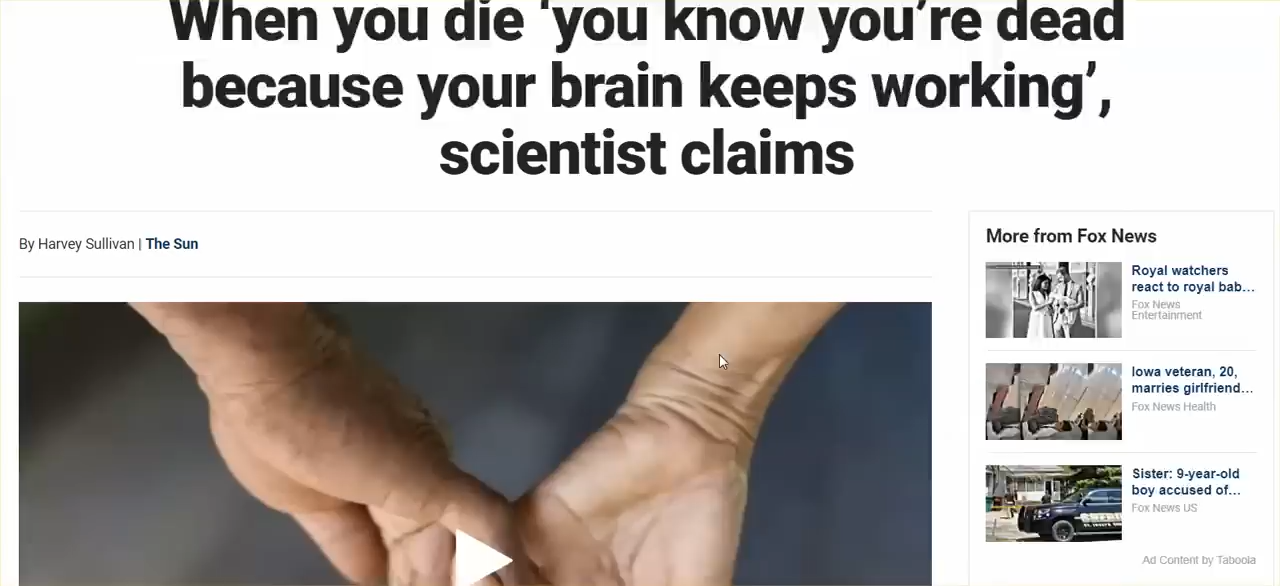 When you die ‘you know you’re dead
because your brain keeps working’,
scientist claims
By Harvey Sullivan | The Sun
More from Fox News
Royal watchers
react to royal bab…
Fox News
Entertainment
Iowa veteran, 20,
marries girlfriend…
Fox News Health
Sister: 9-year-old
boy accused of…
Fox News US
Ad Content by Taboola